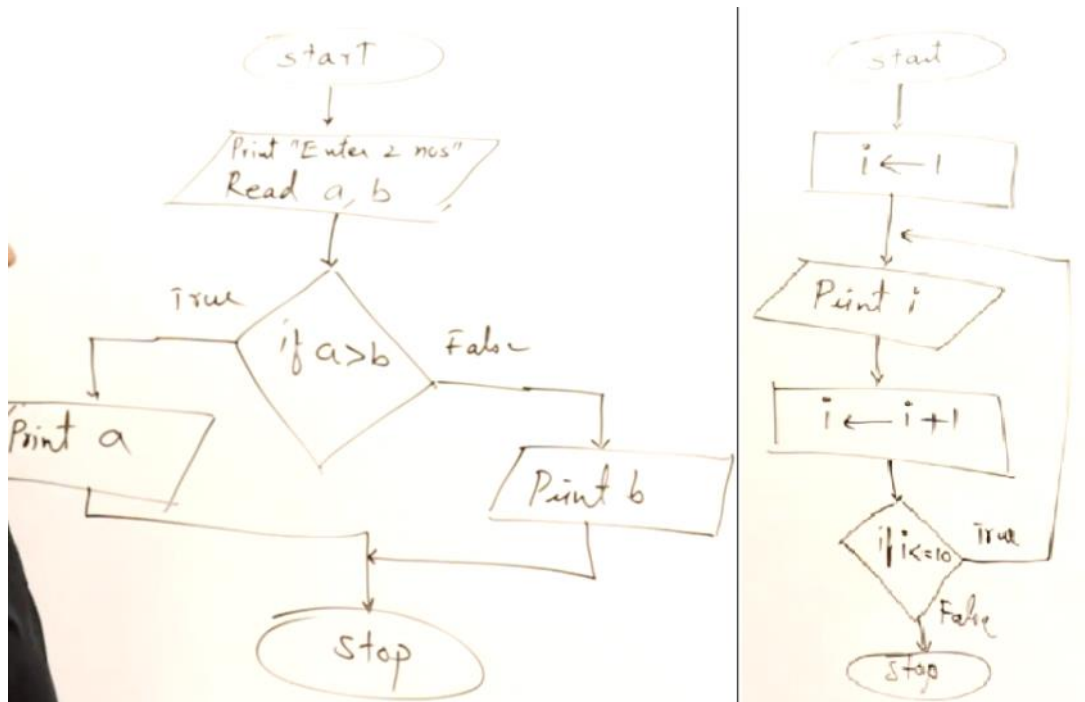 start
Print "Enter 2 nos"
Read a, b
if a>b
True
False
Print a
Print b
Stop
start
i ← 1
Print i
i ← i+1
if i<=10
True
False
stop